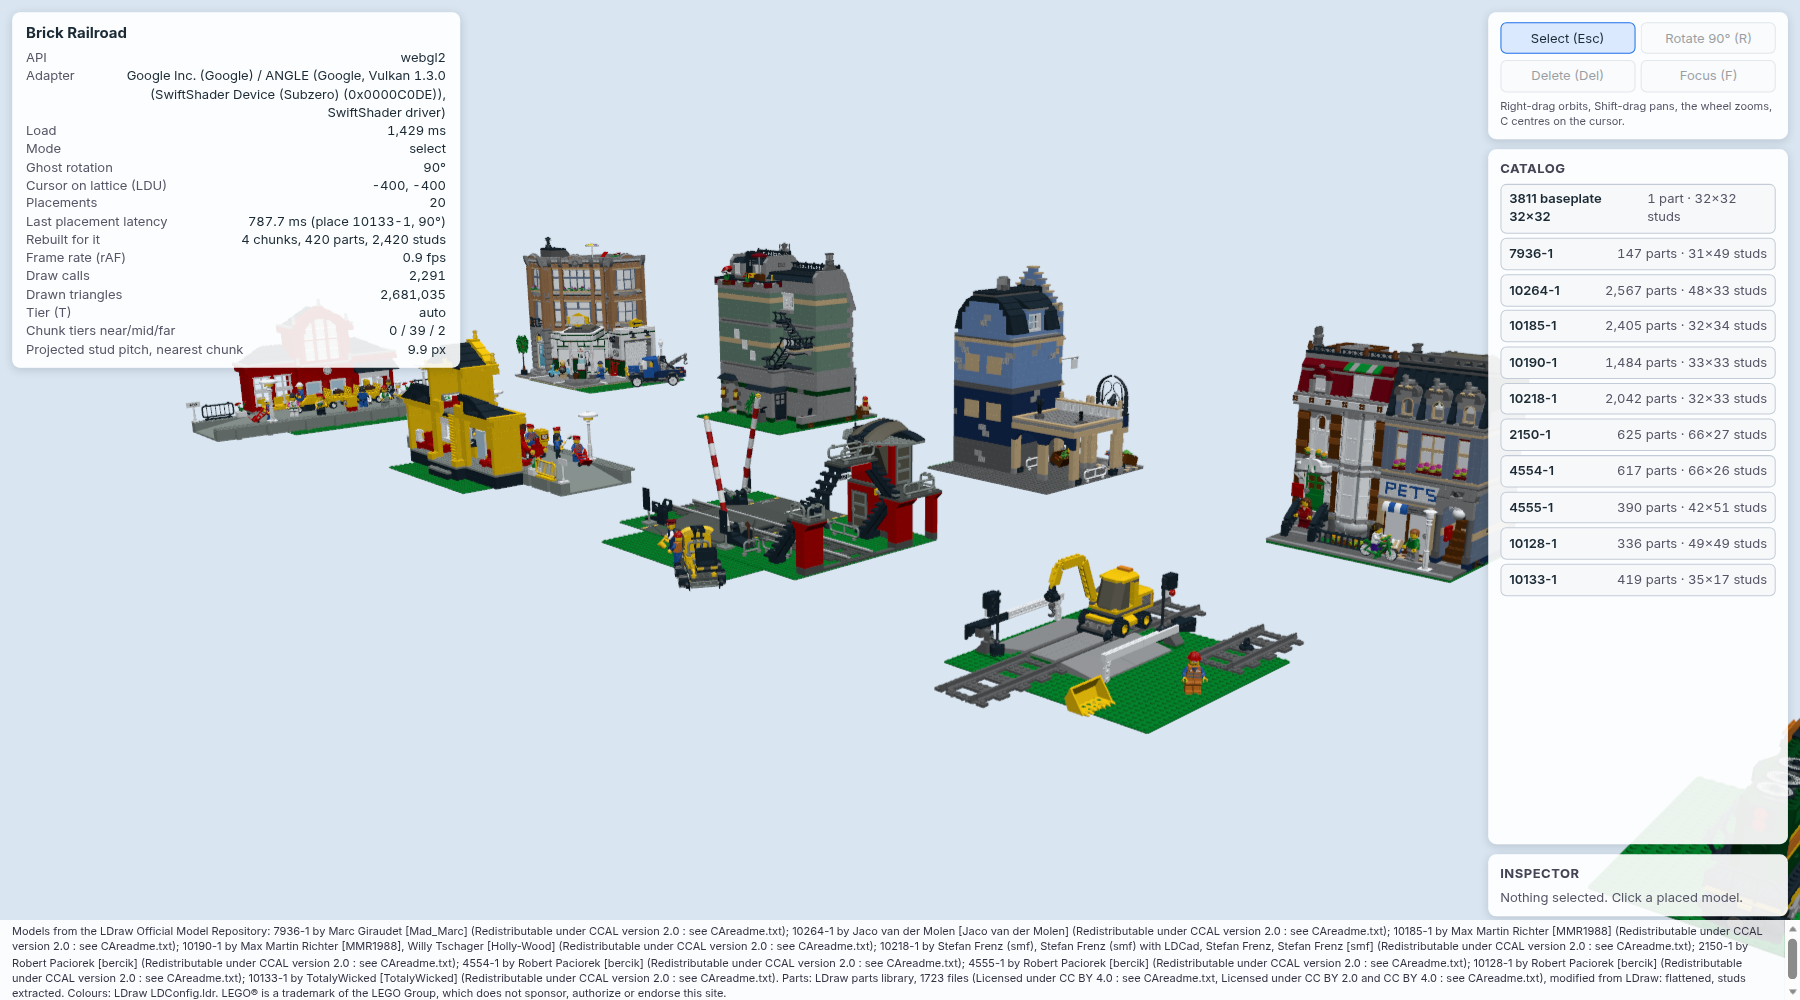 Brick Railroad
API webgl2
Adapter Google Inc. (Google) / ANGLE (Google, Vulkan 1.3.0
(SwiftShader Device (Subzero) (0x0000C0DE)),
SwiftShader driver)
Load 1,429 ms
Mode select
Ghost rotation 90°
Cursor on lattice (LDU) -400, -400
Placements 20
Last placement latency 787.7 ms (place 10133-1, 90°)
Rebuilt for it 4 chunks, 420 parts, 2,420 studs
Frame rate (rAF) 0.9 fps
Draw calls 2,291
Drawn triangles 2,681,035
Tier (T) auto
Chunk tiers near/mid/far 0 / 39 / 2
Projected stud pitch, nearest chunk 9.9 px
PETS
Select (Esc) Rotate 90° (R)
Delete (Del) Focus (F)
Right-drag orbits, Shift-drag pans, the wheel zooms,
C centres on the cursor.
CATALOG
3811 baseplate 1 part · 32×32
32×32 studs
7936-1 147 parts · 31×49 studs
10264-1 2,567 parts · 48×33 studs
10185-1 2,405 parts · 32×34 studs
10190-1 1,484 parts · 33×33 studs
10218-1 2,042 parts · 32×33 studs
2150-1 625 parts · 66×27 studs
4554-1 617 parts · 66×26 studs
4555-1 390 parts · 42×51 studs
10128-1 336 parts · 49×49 studs
10133-1 419 parts · 35×17 studs
INSPECTOR
Nothing selected. Click a placed model.
Models from the LDraw Official Model Repository: 7936-1 by Marc Giraudet [Mad_Marc] (Redistributable under CCAL version 2.0 : see CAreadme.txt); 10264-1 by Jaco van der Molen [Jaco van der Molen] (Redistributable under CCAL version 2.0 : see CAreadme.txt); 10185-1 by Max Martin Richter [MMR1988] (Redistributable under CCAL
version 2.0 : see CAreadme.txt); 10190-1 by Max Martin Richter [MMR1988], Willy Tschager [Holly-Wood] (Redistributable under CCAL version 2.0 : see CAreadme.txt); 10218-1 by Stefan Frenz (smf), Stefan Frenz (smf) with LDCad, Stefan Frenz, Stefan Frenz [smf] (Redistributable under CCAL version 2.0 : see CAreadme.txt); 2150-1 by
Robert Paciorek [bercik] (Redistributable under CCAL version 2.0 : see CAreadme.txt); 4554-1 by Robert Paciorek [bercik] (Redistributable under CCAL version 2.0 : see CAreadme.txt); 4555-1 by Robert Paciorek [bercik] (Redistributable under CCAL version 2.0 : see CAreadme.txt); 10128-1 by Robert Paciorek [bercik] (Redistributable
under CCAL version 2.0 : see CAreadme.txt); 10133-1 by TotalyWicked [TotalyWicked] (Redistributable under CCAL version 2.0 : see CAreadme.txt). Parts: LDraw parts library, 1723 files (Licensed under CC BY 4.0 : see CAreadme.txt, Licensed under CC BY 2.0 and CC BY 4.0 : see CAreadme.txt), modified from LDraw: flattened, studs
extracted. Colours: LDraw LDConfig.ldr. LEGO® is a trademark of the LEGO Group, which does not sponsor, authorize or endorse this site.